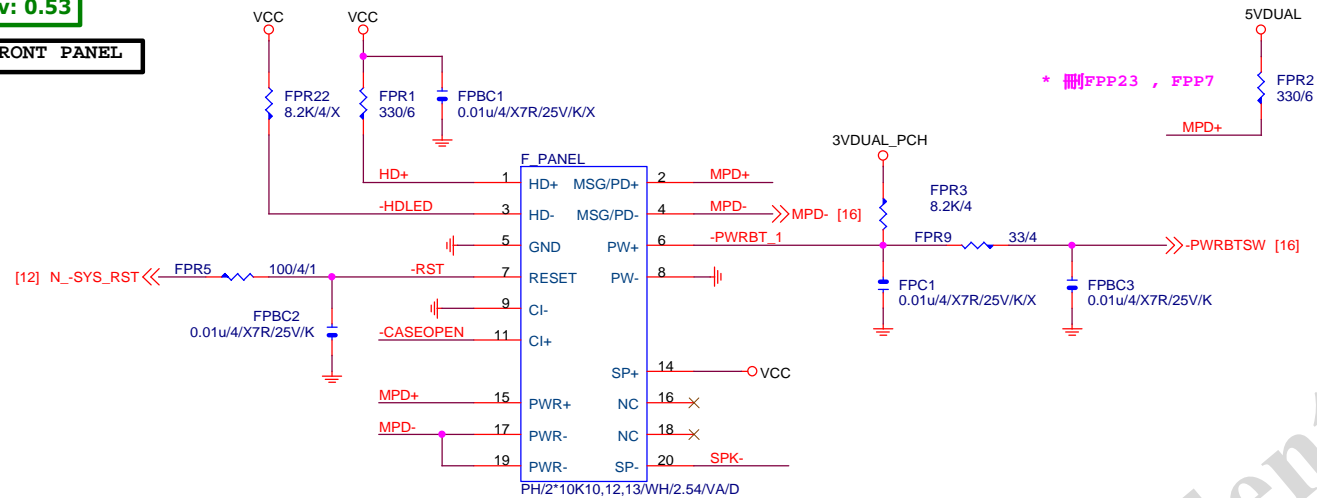 v: 0.53
RONT PANEL
VCC
VCC
5VDUAL
FPR22
8.2K/4/X
FPR1
330/6
FPBC1
0.01u/4/X7R/25V/K/X
* 刪FPP23 , FPP7
FPR2
330/6
MPD+
3VDUAL_PCH
F_PANEL
HD+
1
HD+
MSG/PD+
2
MPD+
FPR3
8.2K/4
-HDLED
3
HD-
MSG/PD-
4
MPD-
MPD- [16]
5
GND
PW+
6
-PWRBT_1
FPR9
33/4
-PWRBTSW [16]
[12] N_-SYS_RST
FPR5
100/4/1
-RST
7
RESET
PW-
8
FPC1
0.01u/4/X7R/25V/K/X
FPBC3
0.01u/4/X7R/25V/K
FPBC2
0.01u/4/X7R/25V/K
9
CI-
-CASEOPEN
11
CI+
SP+
14
VCC
MPD+
15
PWR+
NC
16
MPD-
17
PWR-
NC
18
19
PWR-
SP-
20
SPK-
PH/2*10K10,12,13/WH/2.54/VA/D